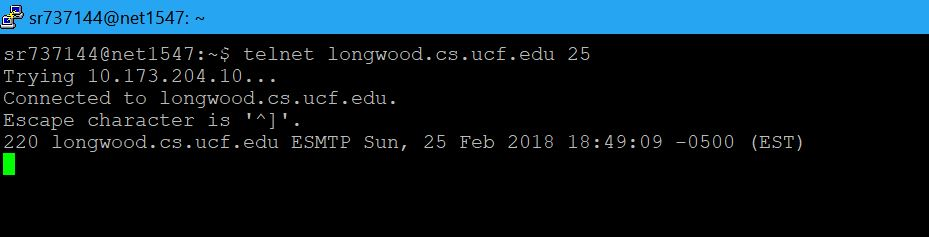 sr737144@net1547: ~
sr737144@net1547:~$ telnet longwood.cs.ucf.edu 25
Trying 10.173.204.10...
Connected to longwood.cs.ucf.edu.
Escape character is '^]'.
220 longwood.cs.ucf.edu ESMTP Sun, 25 Feb 2018 18:49:09 -0500 (EST)